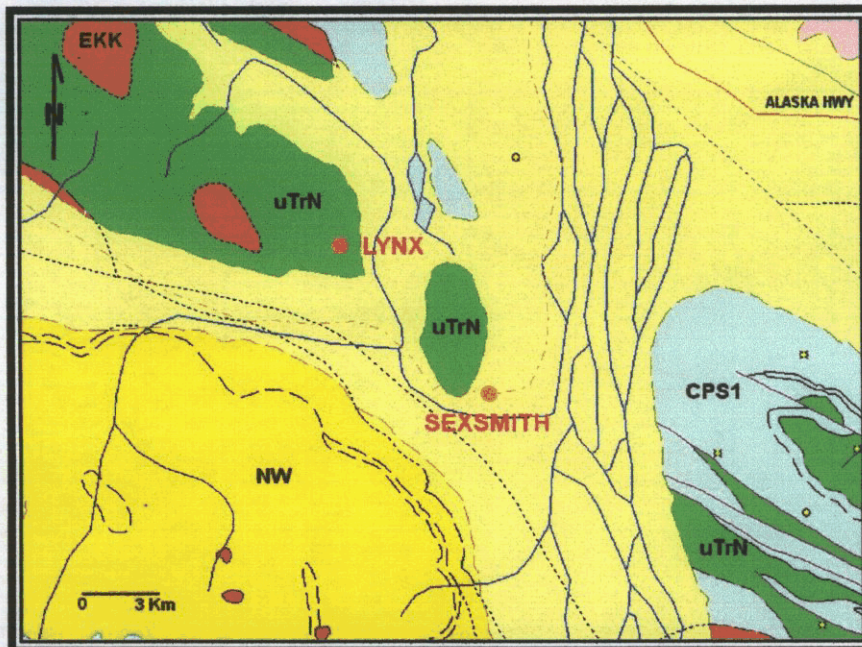 EKK
N
ALASKA HWY
uTrN
LYNX
uTrN
CPS1
SEXSMITH
NW
uTrN
0 3 Km